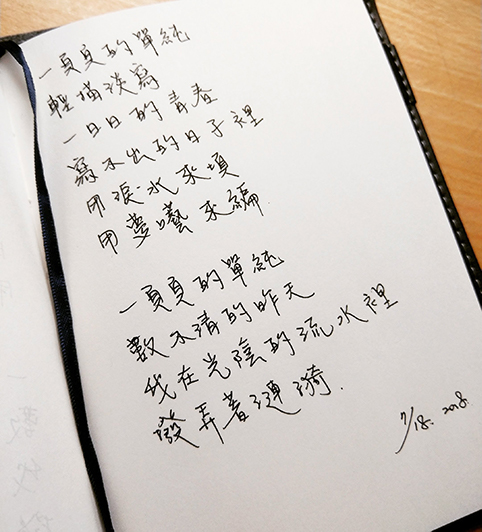 一頁頁的單純
輕描淡寫
一日日的青春
寫不出的日子裡
用淚水來填
用夢囈來編
一頁頁的單純
數不清的昨天
我在光陰的流水裡
撥弄著漣漪.
7/18. 2018.